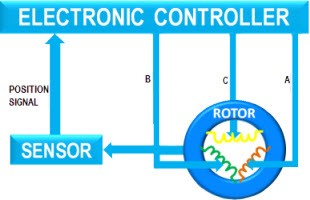 ELECTRONIC CONTROLLER
B
C
A
POSITION
SIGNAL
ROTOR
SENSOR